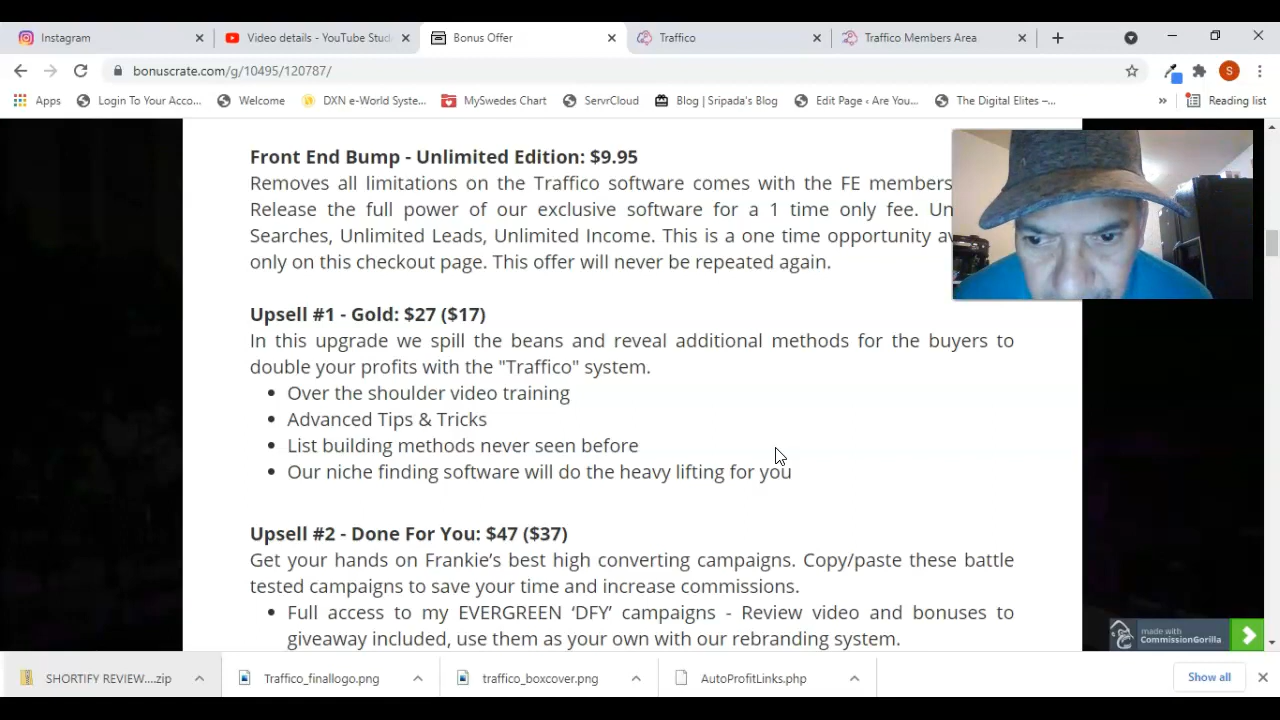 Instagram
Video details - YouTube Stud
Bonus Offer
Traffico
Traffico Members Area
bonuscrate.com/g/10495/120787/
S
Apps
Login To Your Acco...
Welcome
DXN e-World Syste...
MySwedes Chart
ServrCloud
Blog | Sripada's Blog
Edit Page ‹ Are You...
The Digital Elites –...
»
Reading list
Front End Bump - Unlimited Edition: $9.95
Removes all limitations on the Traffico software comes with the FE members
Release the full power of our exclusive software for a 1 time only fee. Un
Searches, Unlimited Leads, Unlimited Income. This is a one time opportunity av
only on this checkout page. This offer will never be repeated again.
Upsell #1 - Gold: $27 ($17)
In this upgrade we spill the beans and reveal additional methods for the buyers to
double your profits with the "Traffico" system.
• Over the shoulder video training
• Advanced Tips & Tricks
• List building methods never seen before
• Our niche finding software will do the heavy lifting for you
Upsell #2 - Done For You: $47 ($37)
Get your hands on Frankie’s best high converting campaigns. Copy/paste these battle
tested campaigns to save your time and increase commissions.
• Full access to my EVERGREEN ‘DFY’ campaigns - Review video and bonuses to
giveaway included, use them as your own with our rebranding system.
made with
CommissionGorilla
SHORTIFY REVIEW....zip
Traffico_finallogo.png
traffico_boxcover.png
AutoProfitLinks.php
Show all